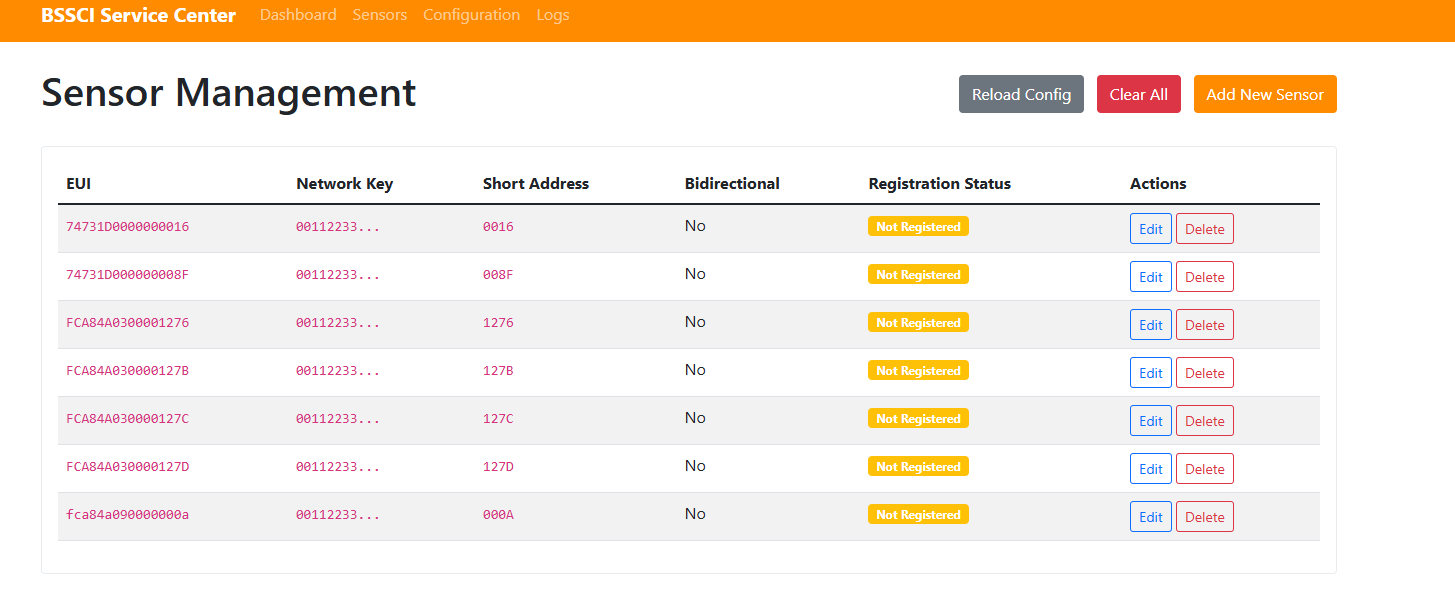 BSSCI Service Center Dashboard Sensors Configuration Logs
Sensor Management Reload Config Clear All Add New Sensor
EUI Network Key Short Address Bidirectional Registration Status Actions
74731D0000000016 00112233... 0016 No Not Registered Edit Delete
74731D000000008F 00112233... 008F No Not Registered Edit Delete
FCA84A0300001276 00112233... 1276 No Not Registered Edit Delete
FCA84A030000127B 00112233... 127B No Not Registered Edit Delete
FCA84A030000127C 00112233... 127C No Not Registered Edit Delete
FCA84A030000127D 00112233... 127D No Not Registered Edit Delete
fca84a090000000a 00112233... 000A No Not Registered Edit Delete